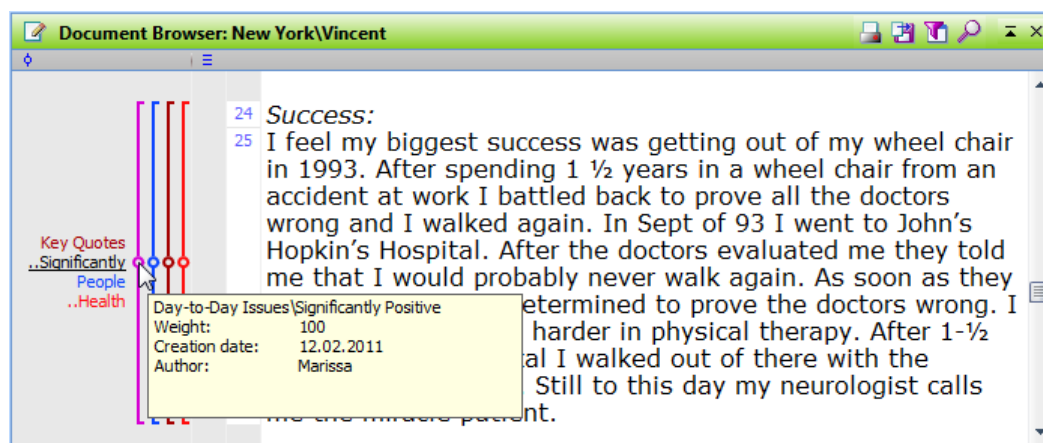 Document Browser: New York\Vincent
24 Success:
25 I feel my biggest success was getting out of my wheel chair
in 1993. After spending 1 ½ years in a wheel chair from an
accident at work I battled back to prove all the doctors
wrong and I walked again. In Sept of 93 I went to John’s
Hopkin’s Hospital. After the doctors evaluated me they told
me that I would probably never walk again. As soon as they
determined to prove the doctors wrong. I
harder in physical therapy. After 1-½
I walked out of there with the
Still to this day my neurologist calls
me the miracle patient.
Key Quotes
..Significantly
People
..Health
Day-to-Day Issues\Significantly Positive
Weight: 100
Creation date: 12.02.2011
Author: Marissa